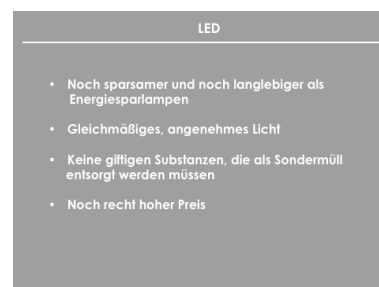 LED
• Noch sparsamer und noch langlebiger als
Energiesparlampen
• Gleichmäßiges, angenehmes Licht
• Keine giftigen Substanzen, die als Sondermüll
entsorgt werden müssen
• Noch recht hoher Preis